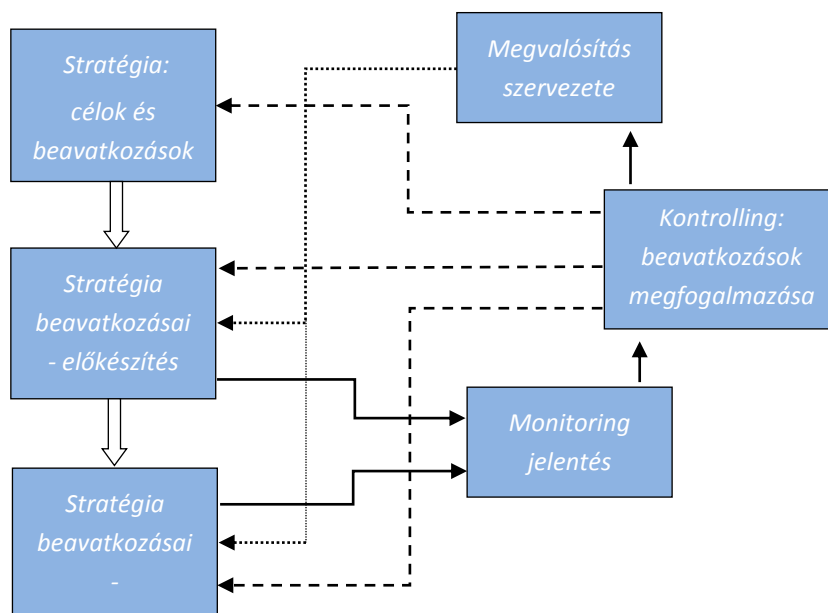 Stratégia:
célok és
beavatkozások
Megvalósítás
szervezete
Kontrolling:
beavatkozások
megfogalmazása
Stratégia
beavatkozásai
- előkészítés
Monitoring
jelentés
Stratégia
beavatkozásai
-